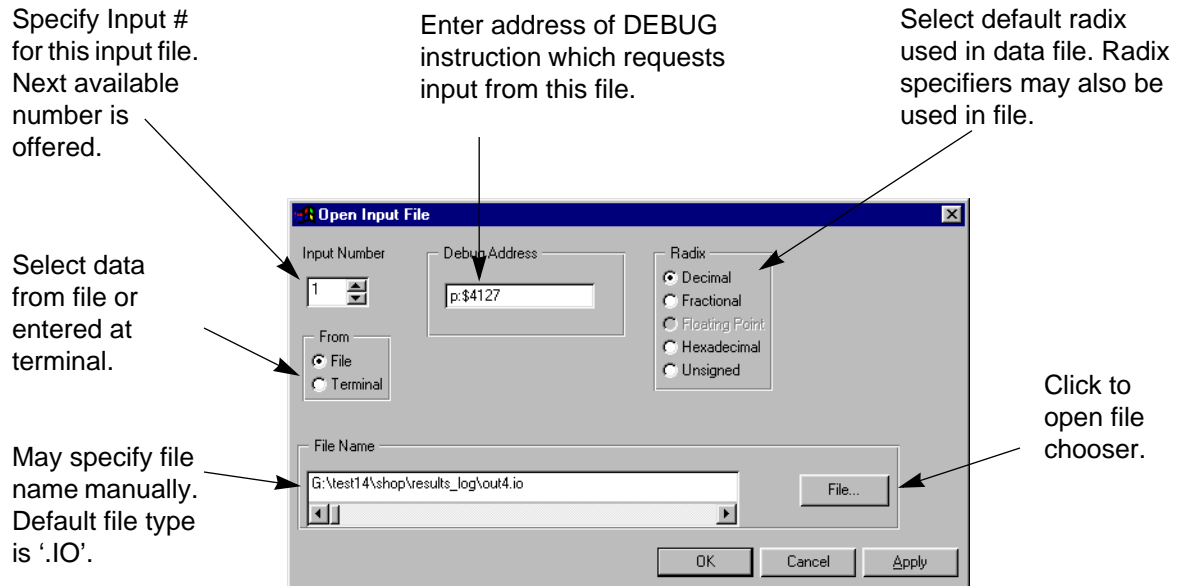 Specify Input #
for this input file.
Next available
number is
offered.
Enter address of DEBUG
instruction which requests
input from this file.
Select default radix
used in data file. Radix
specifiers may also be
used in file.
Open Input File
Input Number
1
Debug Address
p:$4127
Radix
Decimal
Fractional
Floating Point
Hexadecimal
Unsigned
Select data
from file or
entered at
terminal.
From
File
Terminal
Click to
open file
chooser.
May specify file
name manually.
Default file type
is ‘.IO’.
File Name
G:\test14\shop\results_log\out4.io
File...
OK
Cancel
Apply